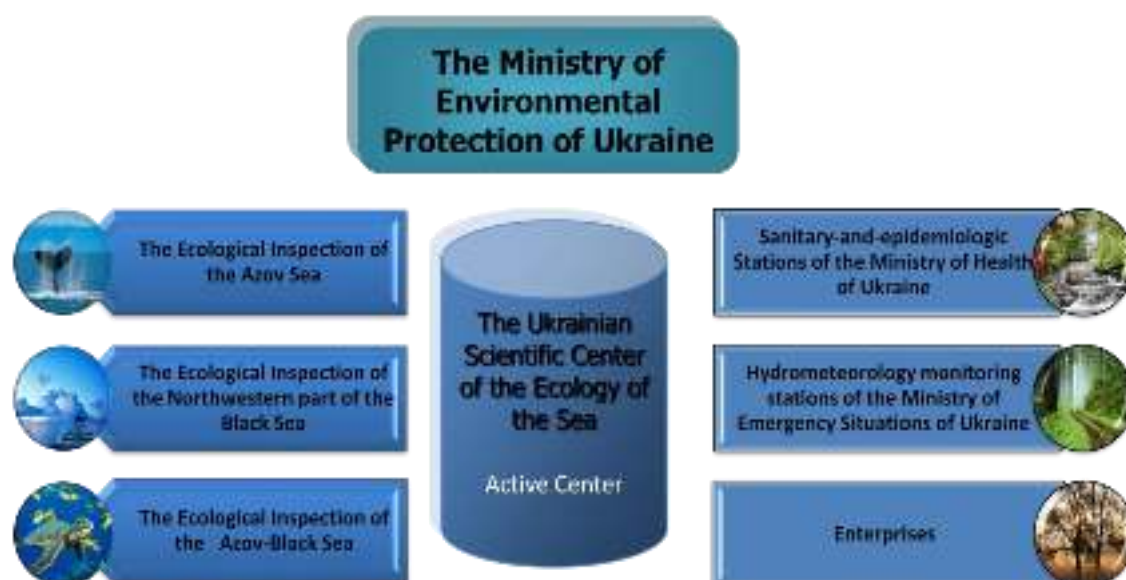 The Ministry of
Environmental
Protection of Ukraine
The Ecological Inspection of
the Azov Sea
The Ecological Inspection of
the Northwestern part of the
Black Sea
The Ecological Inspection of
the Azov-Black Sea
The Ukrainian
Scientific Center
of the Ecology of
the Sea
Active Center
Sanitary-and-epidemiologic
Stations of the Ministry of Health
of Ukraine
Hydrometeorology monitoring
stations of the Ministry of
Emergency Situations of Ukraine
Enterprises